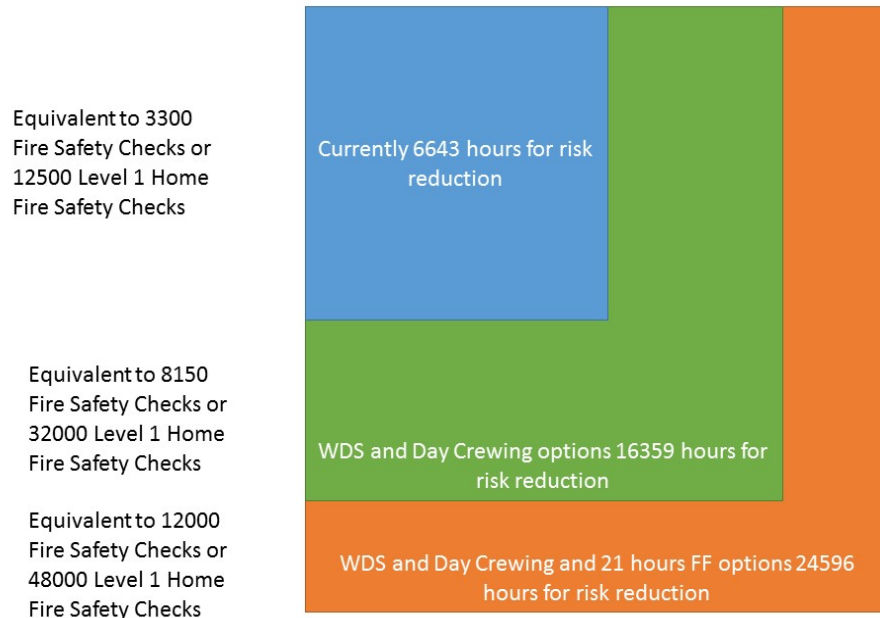 Equivalent to 3300
Fire Safety Checks or
12500 Level 1 Home
Fire Safety Checks
Currently 6643 hours for risk
reduction
Equivalent to 8150
Fire Safety Checks or
32000 Level 1 Home
Fire Safety Checks
WDS and Day Crewing options 16359 hours for
risk reduction
Equivalent to 12000
Fire Safety Checks or
48000 Level 1 Home
Fire Safety Checks
WDS and Day Crewing and 21 hours FF options 24596
hours for risk reduction